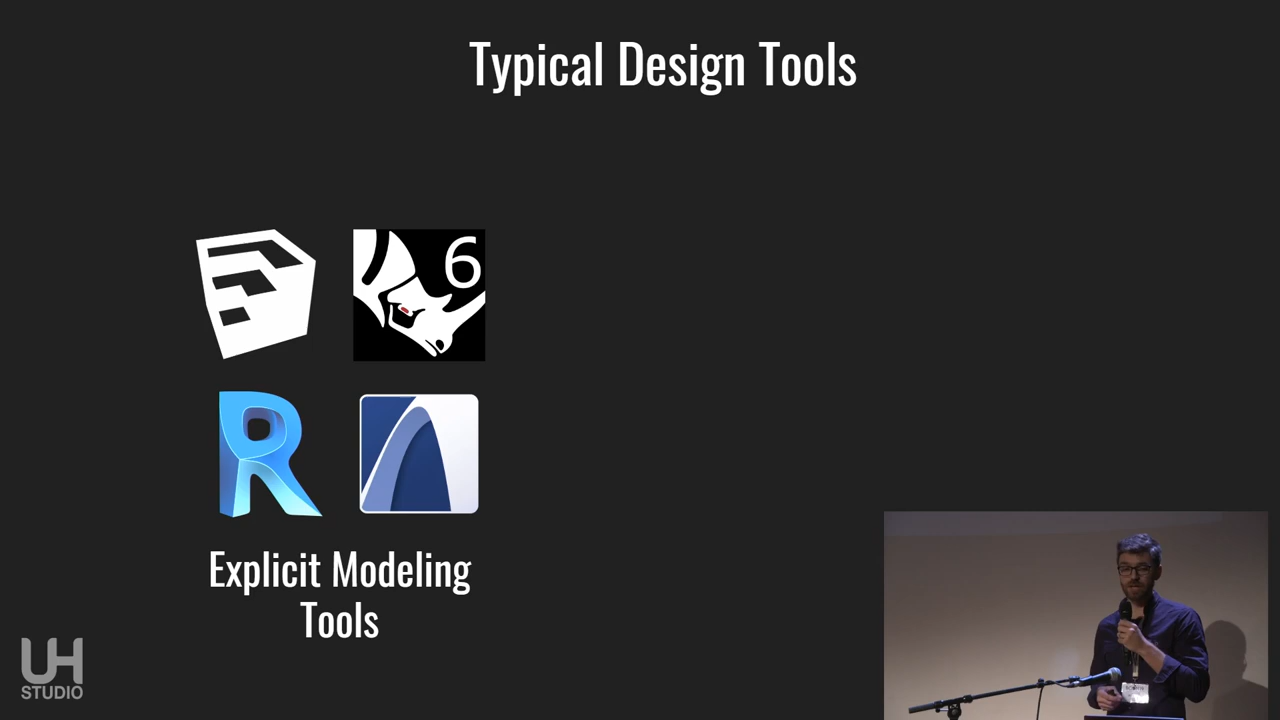 Typical Design Tools
6
Explicit Modeling
Tools
UH
STUDIO